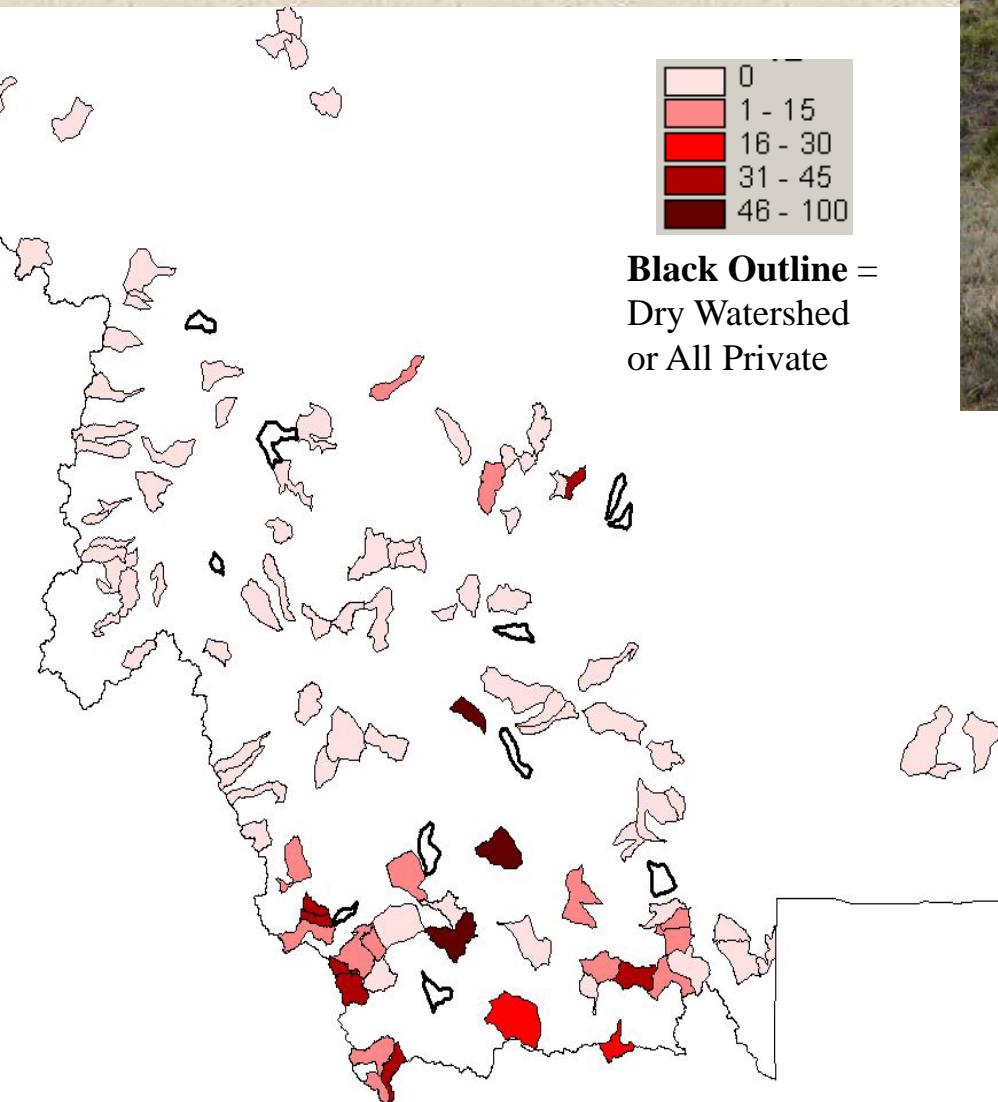 0
1 - 15
16 - 30
31 - 45
46 - 100
Black Outline =
Dry Watershed
or All Private